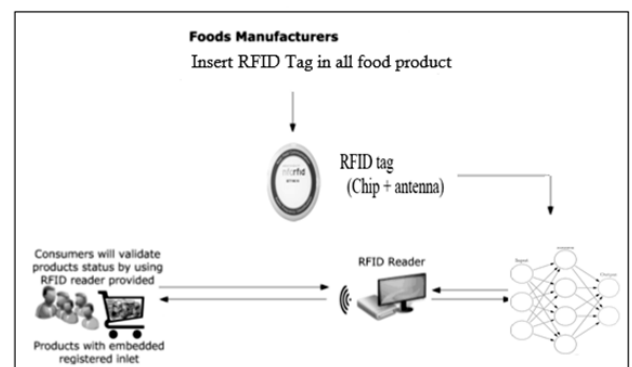 Foods Manufacturers
Insert RFID Tag in all food product
RFID tag
(Chip + antenna)
Consumers will validate
products status by using
RFID reader provided
RFID Reader
Products with embedded
registered inlet